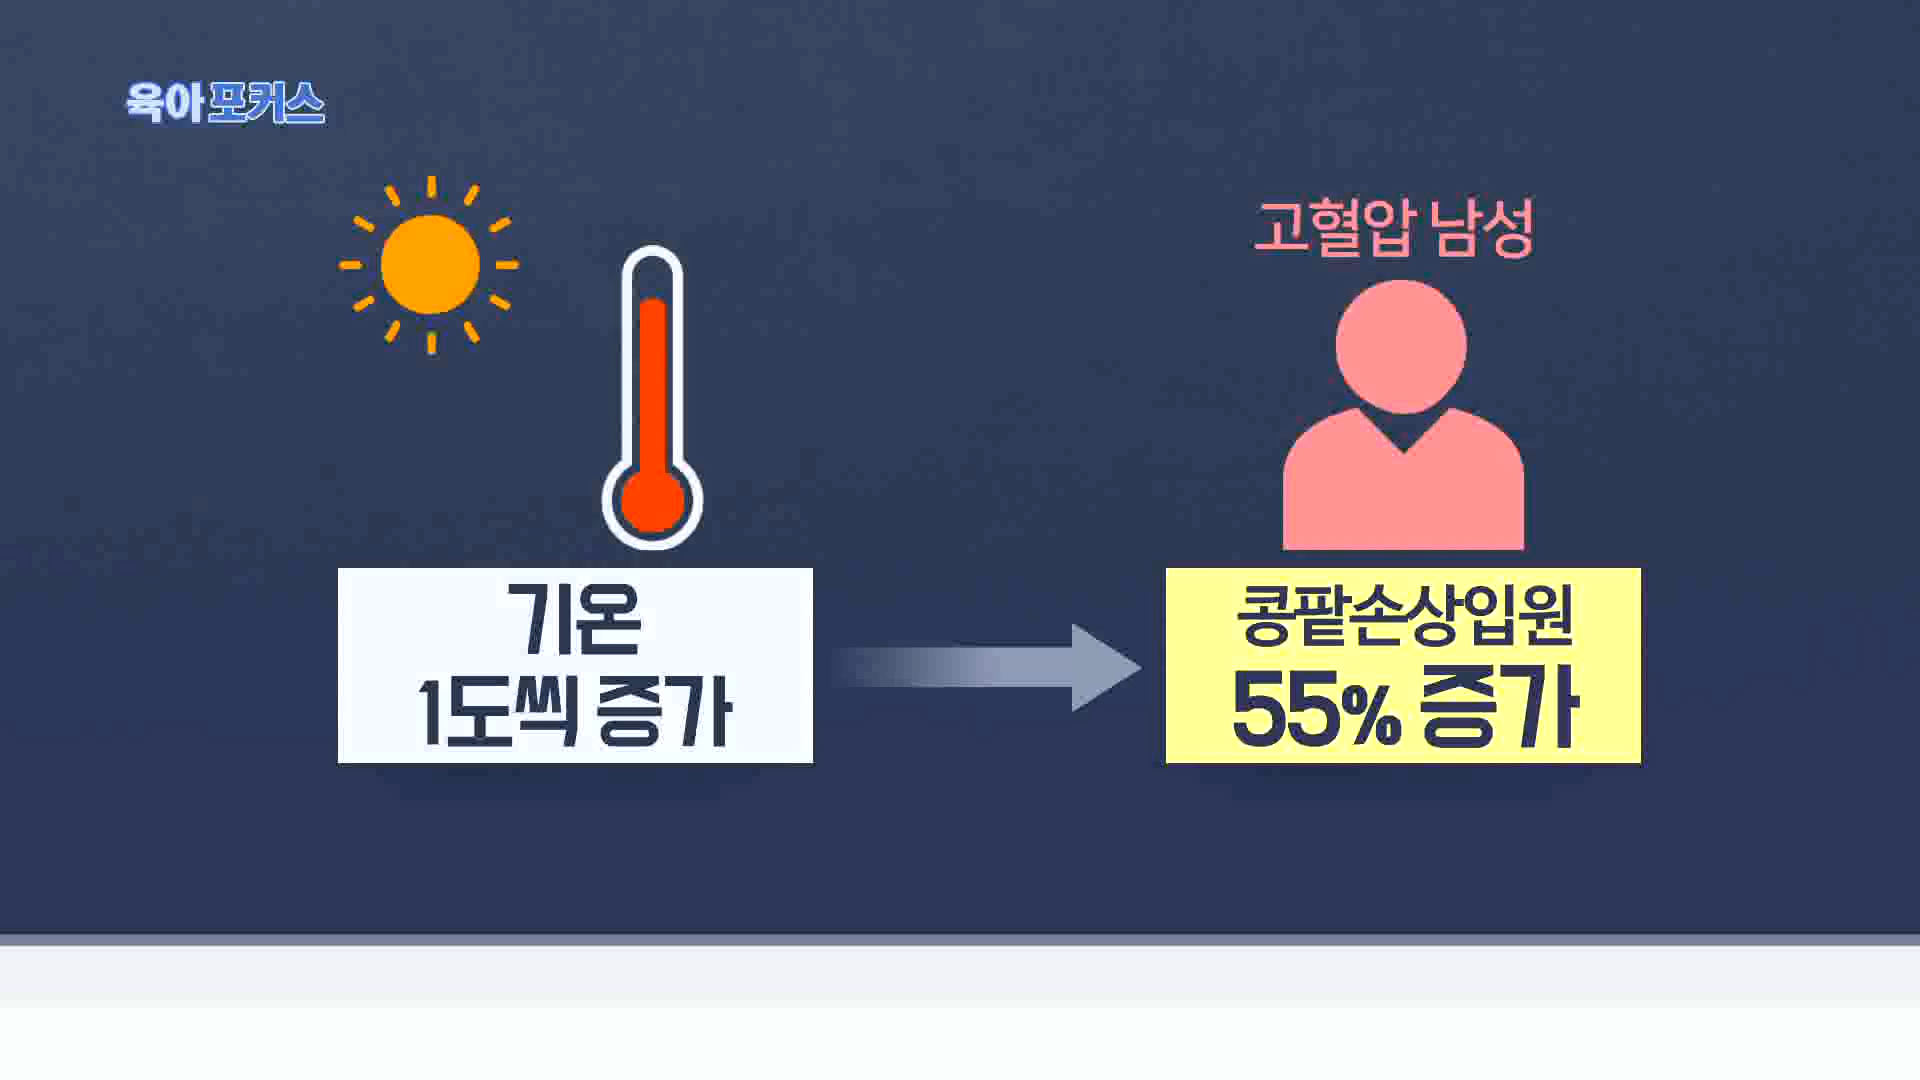 육아포커스
고혈압 남성
기온
1도씩 증가
콩팥손상입원
55% 증가